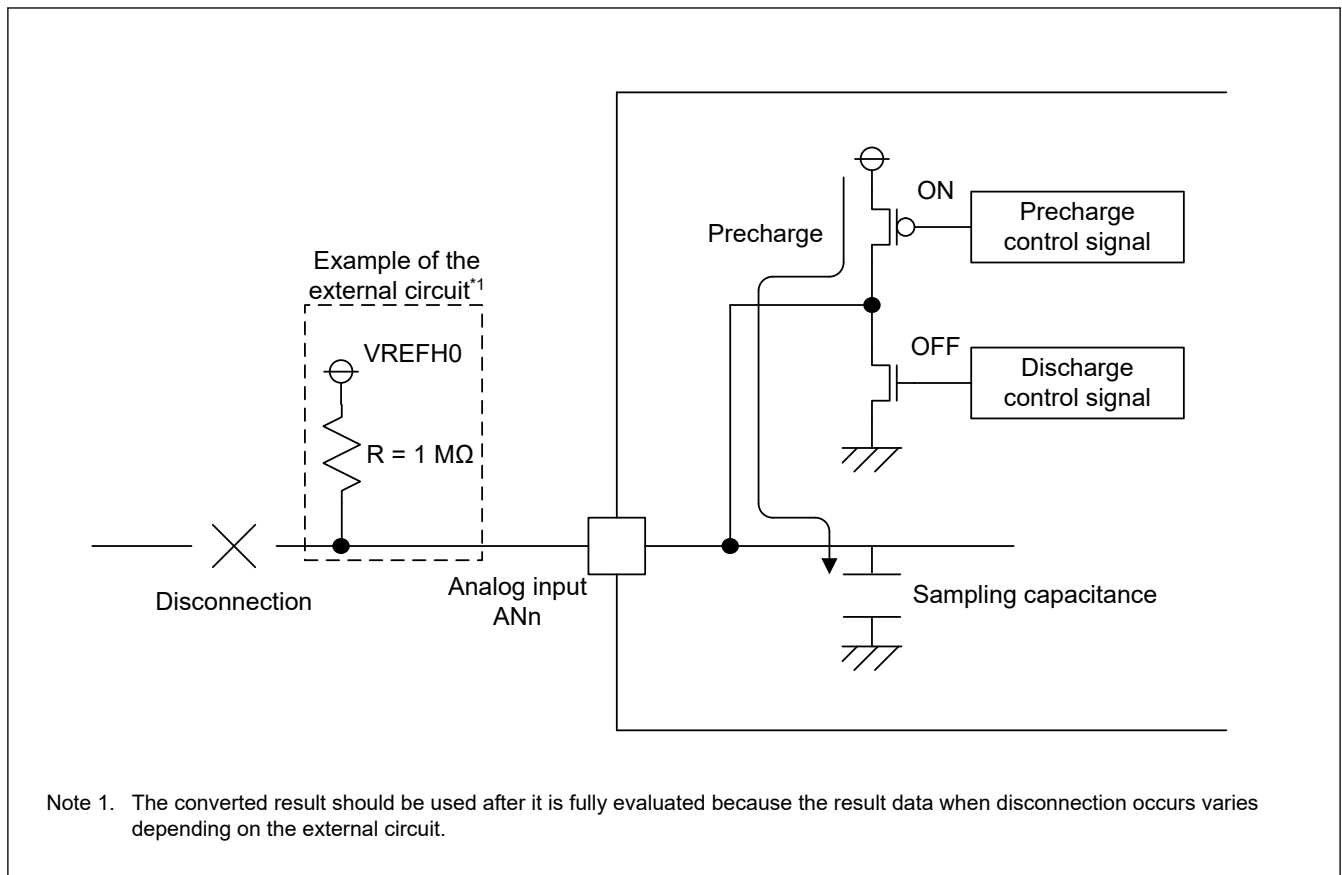 ON
Precharge
control signal
Precharge
Example of the
external circuit*1
VREFH0
OFF
Discharge
control signal
R = 1 MΩ
Disconnection
Analog input
ANn
Sampling capacitance
Note 1. The converted result should be used after it is fully evaluated because the result data when disconnection occurs varies
depending on the external circuit.